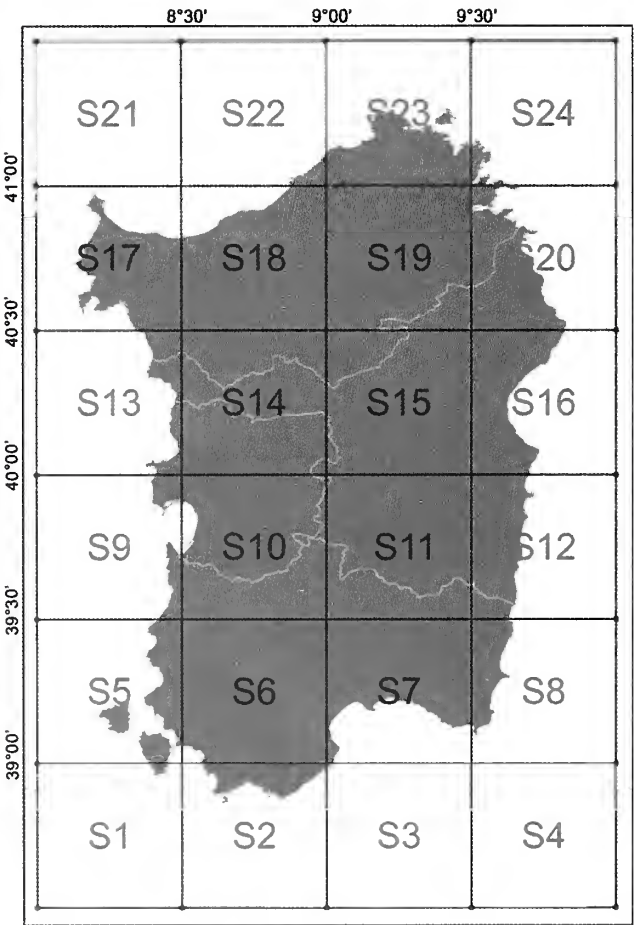 8°30' 9°00' 9°30'
S21 S22 S23 S24
41°00'
S17 S18 S19 S20
40°30'
S13 S14 S15 S16
40°00'
S9 S10 S11 S12
39°30'
S5 S6 S7 S8
39°00'
S1 S2 S3 S4